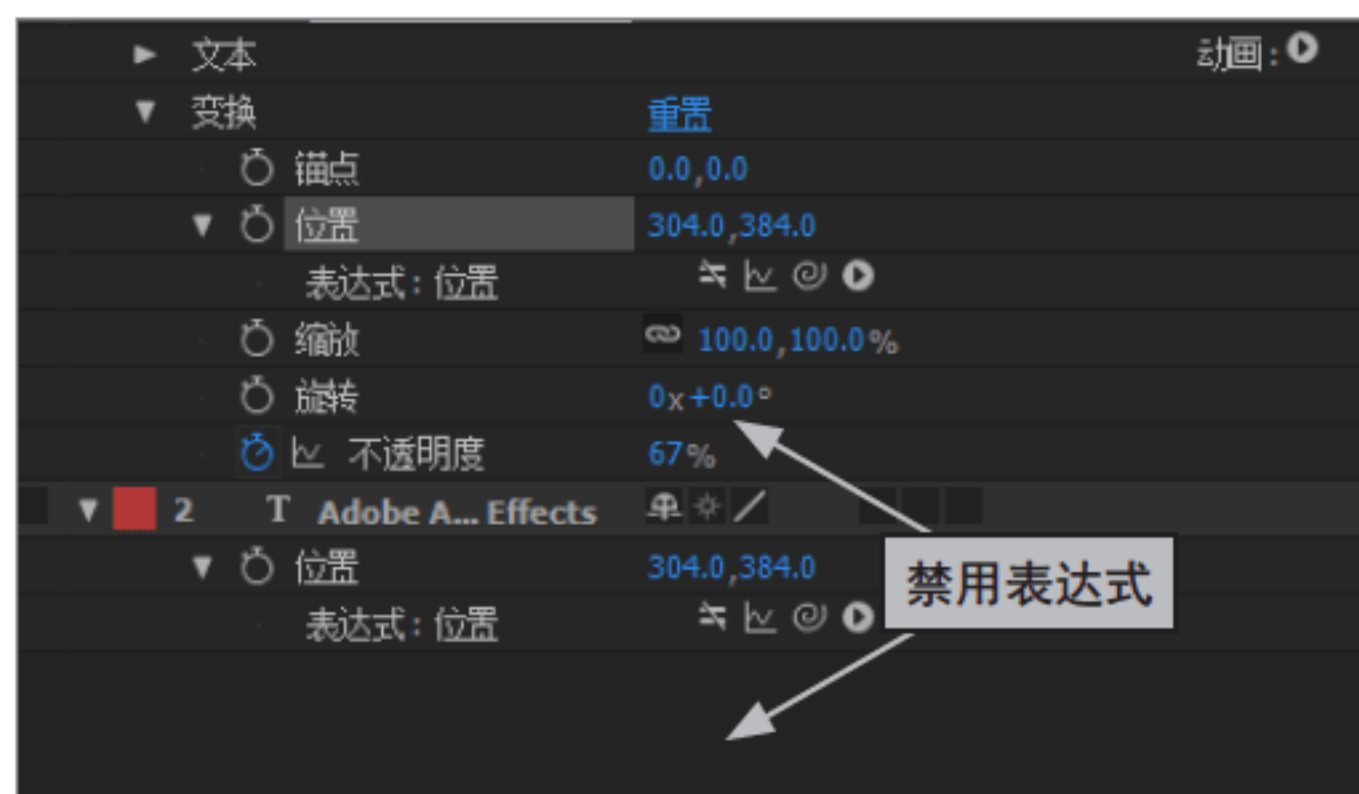 文本 动画:
变换 重置
锚点 0.0,0.0
位置 304.0,384.0
表达式:位置
缩放 100.0,100.0%
旋转 0x+0.0°
不透明度 67%
2 T Adobe A... Effects
位置 304.0,384.0
禁用表达式
表达式:位置